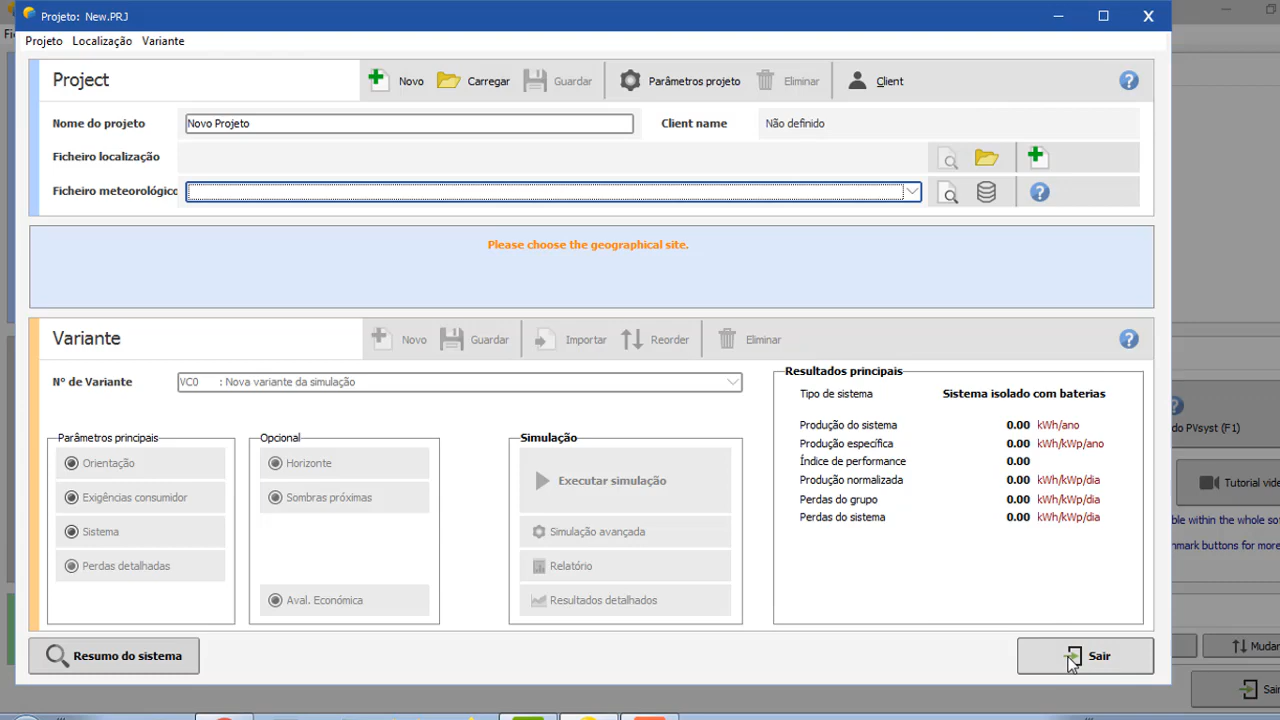 Projeto: New.PRJ
Projeto Localização Variante
Project
Novo Carregar Guardar Parâmetros projeto Eliminar Client
Nome do projeto Novo Projeto Client name Não definido
Ficheiro localização
Ficheiro meteorológico
Please choose the geographical site.
Variante
Novo Guardar Importar Reorder Eliminar
Nº de Variante VC0 : Nova variante da simulação
Resultados principais
Tipo de sistema Sistema isolado com baterias
Produção do sistema 0.00 kWh/ano
Produção específica 0.00 kWh/kWp/ano
Índice de performance 0.00
Produção normalizada 0.00 kWh/kWp/dia
Perdas do grupo 0.00 kWh/kWp/dia
Perdas do sistema 0.00 kWh/kWp/dia
Parâmetros principais
Orientação
Exigências consumidor
Sistema
Perdas detalhadas
Opcional
Horizonte
Sombras próximas
Aval. Económica
Simulação
Executar simulação
Simulação avançada
Relatório
Resultados detalhados
Resumo do sistema
Sair
do PVsyst (F1)
Tutorial vide
ble within the whole sof
hmark buttons for more
Mudar
Sair